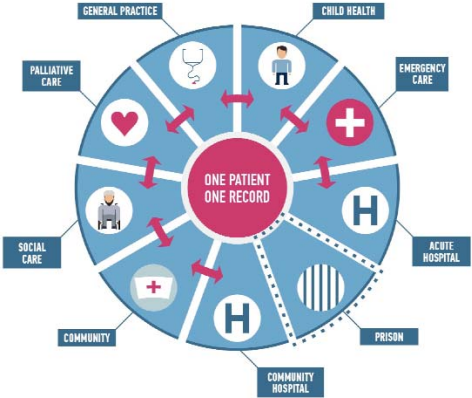 GENERAL PRACTICE
CHILD HEALTH
PALLIATIVE
CARE
EMERGENCY
CARE
ONE PATIENT
ONE RECORD
H
SOCIAL
CARE
ACUTE
HOSPITAL
COMMUNITY
H
PRISON
COMMUNITY
HOSPITAL